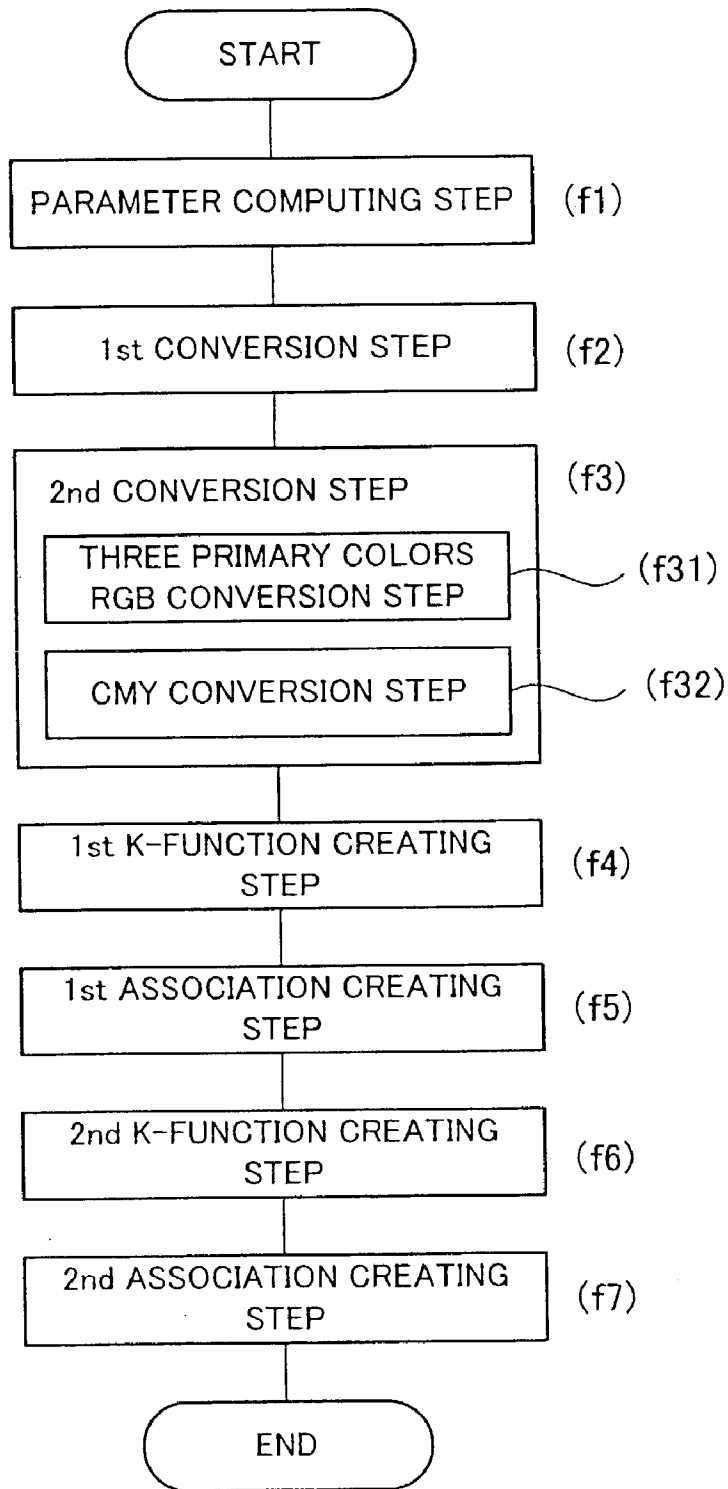 START
PARAMETER COMPUTING STEP (f1)
1st CONVERSION STEP (f2)
2nd CONVERSION STEP (f3)
THREE PRIMARY COLORS
RGB CONVERSION STEP (f31)
CMY CONVERSION STEP (f32)
1st K-FUNCTION CREATING
STEP (f4)
1st ASSOCIATION CREATING
STEP (f5)
2nd K-FUNCTION CREATING
STEP (f6)
2nd ASSOCIATION CREATING
STEP (f7)
END